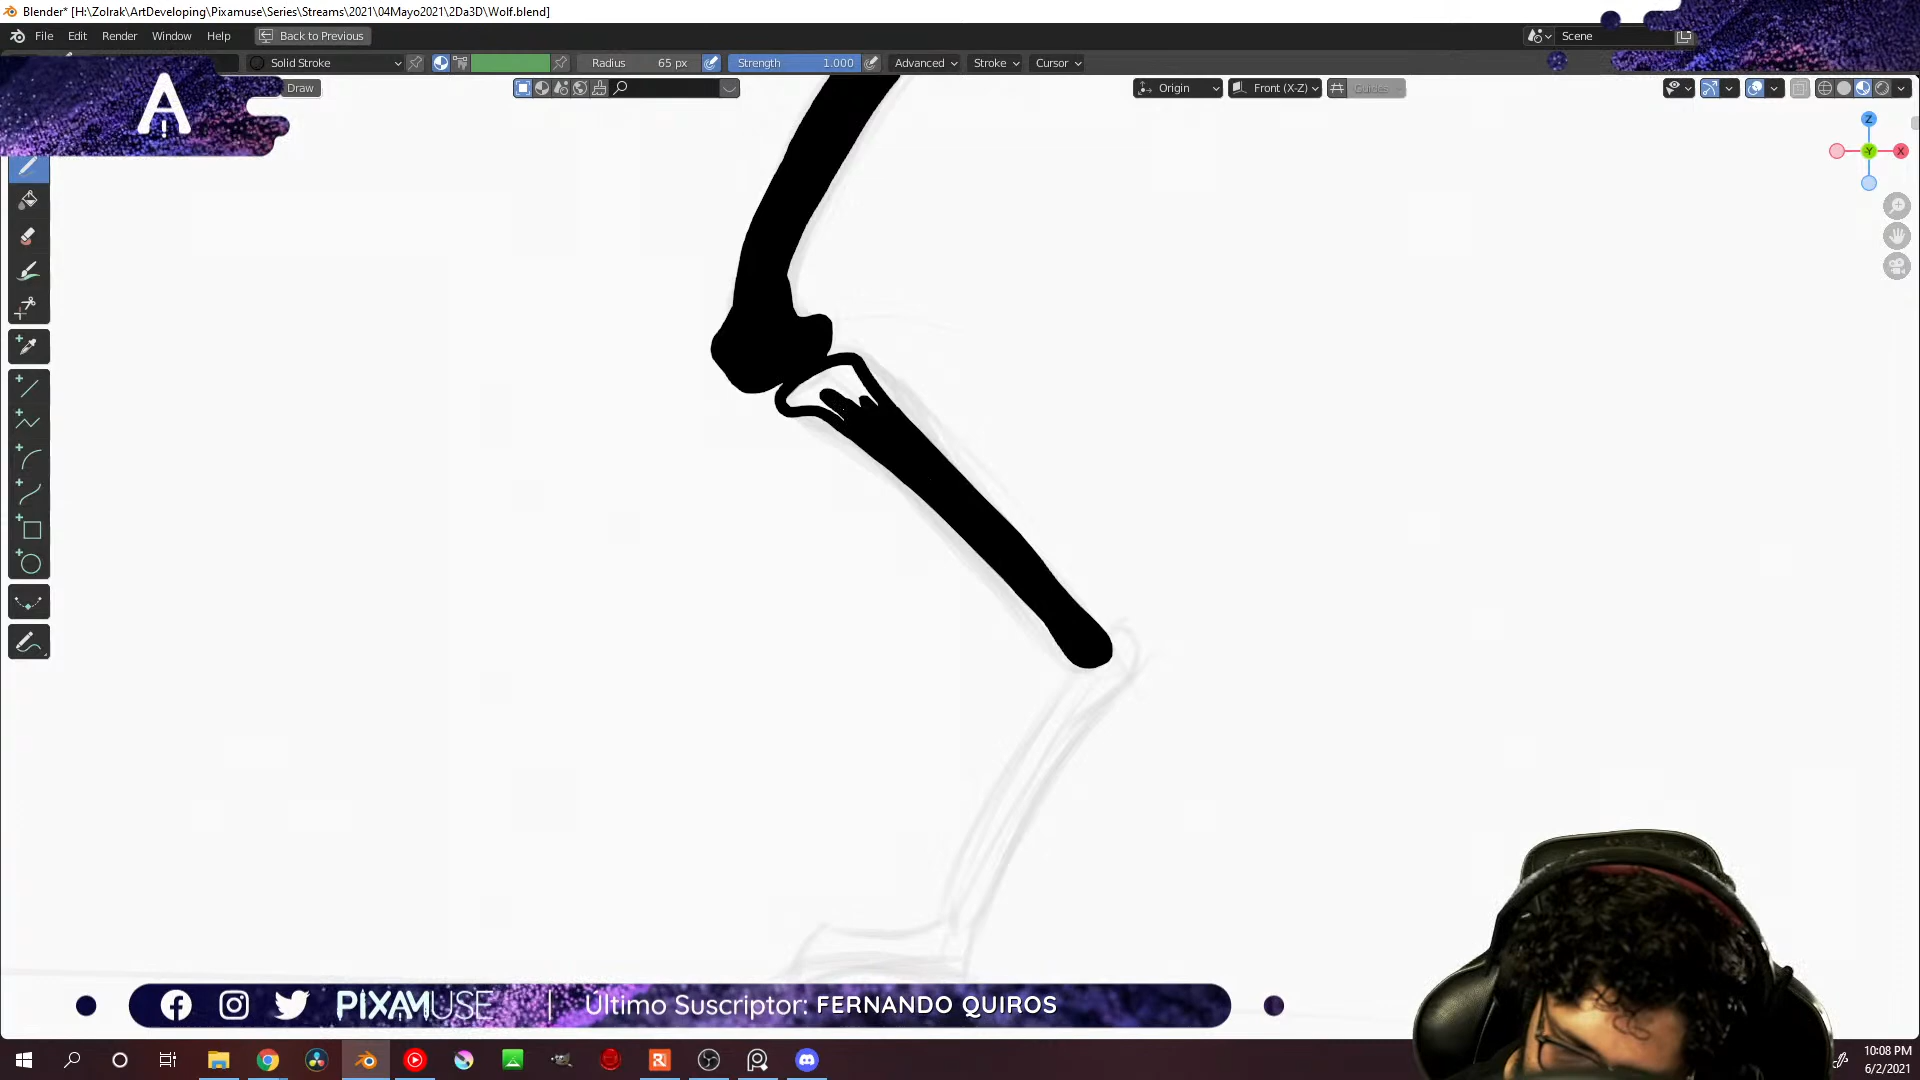 Blender* [H:\Zolrak\ArtDeveloping\Pixamuse\Series\Streams\2021\04Mayo2021\2Da3D\Wolf.blend]
File Edit Render Window Help Back to Previous Scene
Solid Stroke Radius 65 px Strength 1.000 Advanced Stroke Cursor
A Draw Origin Front (X-Z) Guides
Z
Y X
PIXAMUSE | Último Suscriptor: FERNANDO QUIROS
10:08 PM
6/2/2021